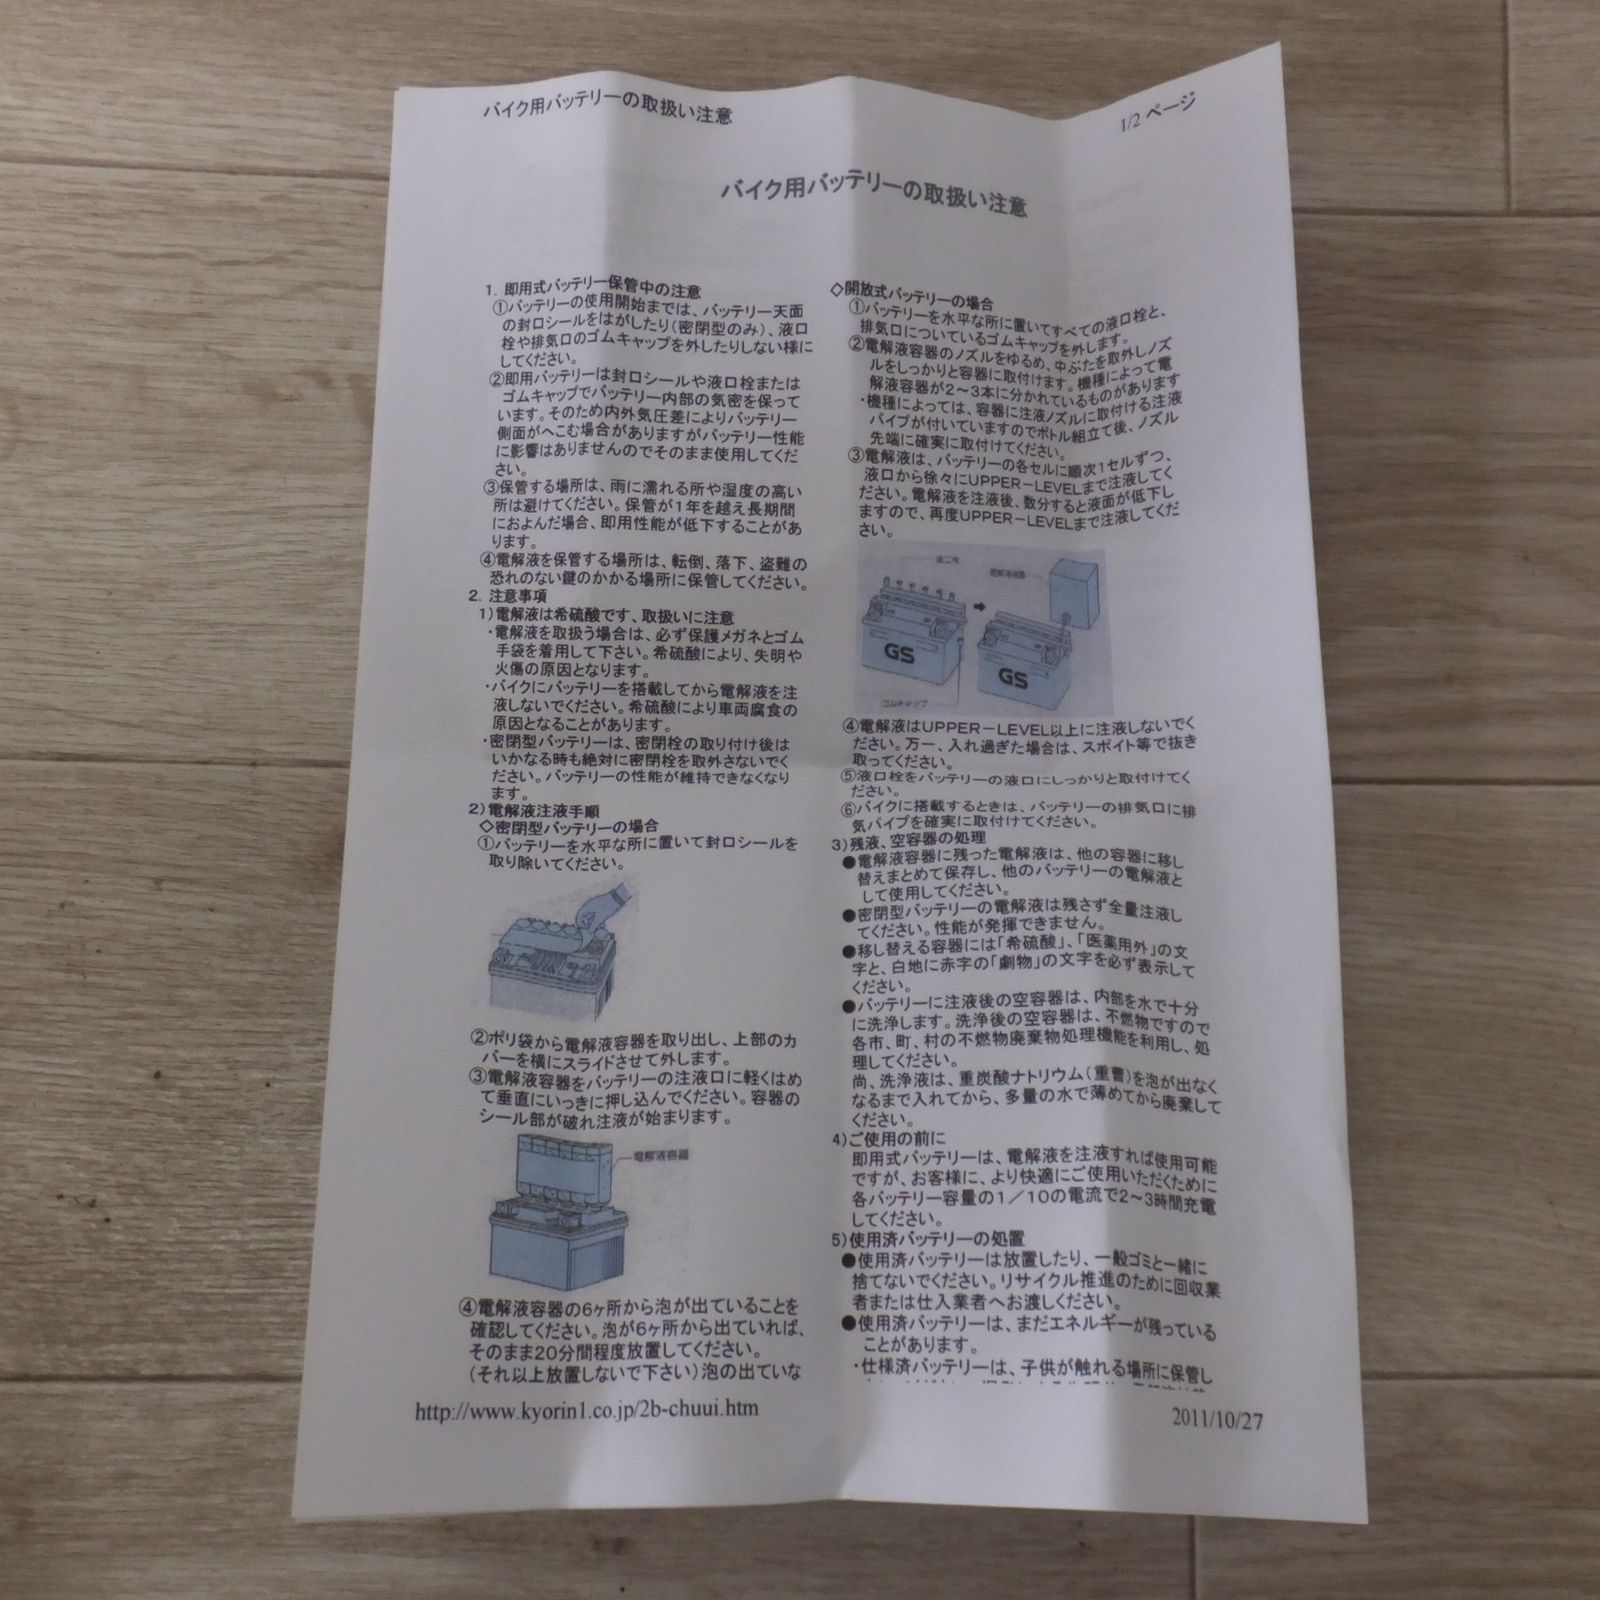 バイク用バッテリーの取扱い注意
1/2 ページ
バイク用バッテリーの取扱い注意
1. 即用式バッテリー保管中の注意
①バッテリーの使用開始までは、バッテリー天面
の封口シールをはがしたり(密閉型のみ)、液口
栓や排気口のゴムキャップを外したりしない様に
してください。
②即用バッテリーは封口シールや液口栓または
ゴムキャップでバッテリー内部の気密を保って
います。そのため内外気圧差によりバッテリー
側面がへこむ場合がありますがバッテリー性能
に影響はありませんのでそのまま使用してくだ
さい。
③保管する場所は、雨に濡れる所や湿度の高い
所は避けてください。保管が1年を越え長期間
におよんだ場合、即用性能が低下することがあ
ります。
④電解液を保管する場所は、転倒、落下、盗難の
恐れのない鍵のかかる場所に保管してください。
2. 注意事項
1)電解液は希硫酸です、取扱いに注意
・電解液を取扱う場合は、必ず保護メガネとゴム
手袋を着用して下さい。希硫酸により、失明や
火傷の原因となります。
・バイクにバッテリーを搭載してから電解液を注
液しないでください。希硫酸により車両腐食の
原因となることがあります。
・密閉型バッテリーは、密閉栓の取り付け後は
いかなる時も絶対に密閉栓を取外さないでく
ださい。バッテリーの性能が維持できなくなり
ます。
2)電解液注液手順
◇密閉型バッテリーの場合
①バッテリーを水平な所に置いて封口シールを
取り除いてください。
②ポリ袋から電解液容器を取り出し、上部のカ
バーを横にスライドさせて外します。
③電解液容器をバッテリーの注液口に軽くはめ
て垂直にいっきに押し込んでください。容器の
シール部が破れ注液が始まります。
電解液容器
④電解液容器の6ヶ所から泡が出ていることを
確認してください。泡が6ヶ所から出ていれば、
そのまま20分間程度放置してください。
(それ以上放置しないで下さい)泡の出ていな
◇開放式バッテリーの場合
①バッテリーを水平な所に置いてすべての液口栓と、
排気口についているゴムキャップを外します。
②電解液容器のノズルをゆるめ、中ぶたを取外しノズ
ルをしっかりと容器に取付けます。機種によって電
解液容器が2～3本に分かれているものがあります
・機種によっては、容器に注液ノズルに取付ける注液
パイプが付いていますのでボトル組立て後、ノズル
先端に確実に取付けてください。
③電解液は、バッテリーの各セルに順次1セルずつ、
液口から徐々にUPPER－LEVELまで注液してく
ださい。電解液を注液後、数分すると液面が低下し
ますので、再度UPPER－LEVELまで注液してくだ
さい。
電解液容器
GS
GS
ゴムキャップ
④電解液はUPPER－LEVEL以上に注液しないでく
ださい。万一、入れ過ぎた場合は、スポイト等で抜き
取ってください。
⑤液口栓をバッテリーの液口にしっかりと取付けてく
ださい。
⑥バイクに搭載するときは、バッテリーの排気口に排
気パイプを確実に取付けてください。
3)残液、空容器の処理
●電解液容器に残った電解液は、他の容器に移し
替えまとめて保存し、他のバッテリーの電解液と
して使用してください。
●密閉型バッテリーの電解液は残さず全量注液し
てください。性能が発揮できません。
●移し替える容器には「希硫酸」、「医薬用外」の文
字と、白地に赤字の「劇物」の文字を必ず表示して
ください。
●バッテリーに注液後の空容器は、内部を水で十分
に洗浄します。洗浄後の空容器は、不燃物ですので
各市、町、村の不燃物廃棄物処理機能を利用し、処
理してください。
尚、洗浄液は、重炭酸ナトリウム(重曹)を泡が出なく
なるまで入れてから、多量の水で薄めてから廃棄して
ください。
4)ご使用の前に
即用式バッテリーは、電解液を注液すれば使用可能
ですが、お客様に、より快適にご使用いただくために
各バッテリー容量の1／10の電流で2～3時間充電
してください。
5)使用済バッテリーの処置
●使用済バッテリーは放置したり、一般ゴミと一緒に
捨てないでください。リサイクル推進のために回収業
者または仕入業者へお渡しください。
●使用済バッテリーは、まだエネルギーが残っている
ことがあります。
・仕様済バッテリーは、子供が触れる場所に保管し
http://www.kyorin1.co.jp/2b-chuui.htm
2011/10/27